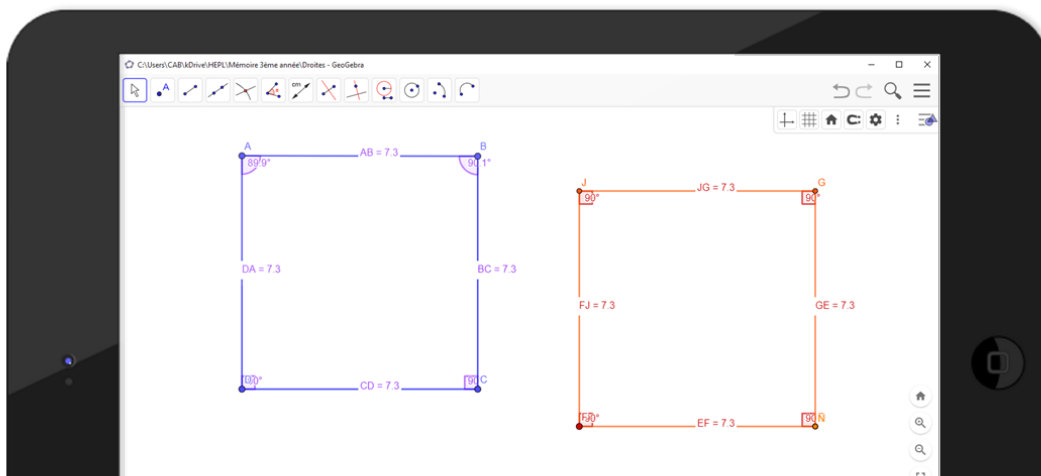 C:\Users\CAB\kDrive\HEPL\Mémoire 3ème année\Droites - GeoGebra
A
cm
A
B
AB = 7.3
89.9°
90.1°
DA = 7.3
BC = 7.3
90°
CD = 7.3
90
C
J
G
JG = 7.3
90°
90°
FJ = 7.3
GE = 7.3
90°
EF = 7.3
90